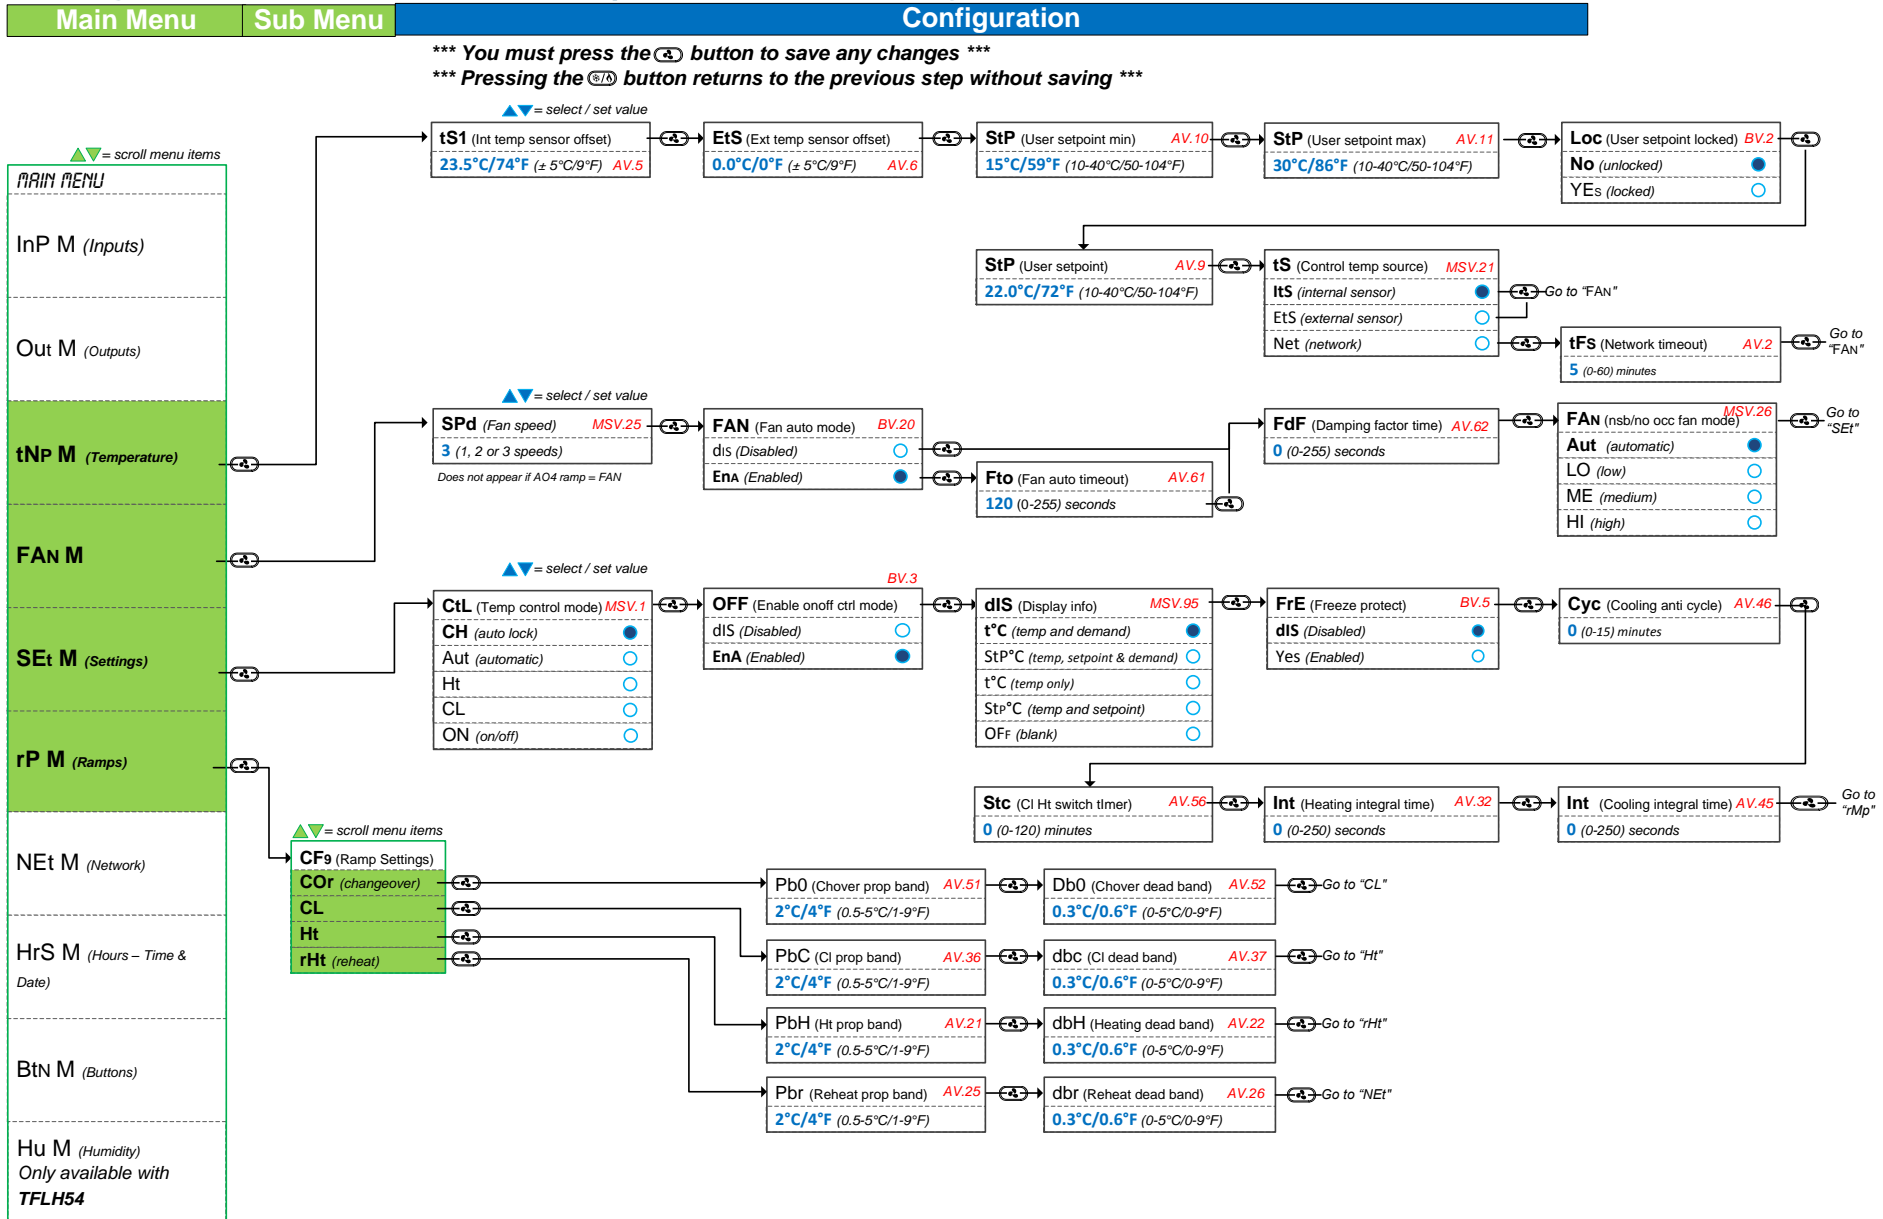 Main Menu Sub Menu Configuration
*** You must press the button to save any changes ***
*** Pressing the button returns to the previous step without saving ***
= select / set value
tS1 (Int temp sensor offset)
23.5°C/74°F (± 5°C/9°F) AV.5
EtS (Ext temp sensor offset)
0.0°C/0°F (± 5°C/9°F) AV.6
StP (User setpoint min) AV.10
15°C/59°F (10-40°C/50-104°F)
StP (User setpoint max) AV.11
30°C/86°F (10-40°C/50-104°F)
Loc (User setpoint locked) BV.2
No (unlocked)
YEs (locked)
= scroll menu items
MAIN MENU
InP M (Inputs)
Out M (Outputs)
tNP M (Temperature)
FAN M
SEt M (Settings)
rP M (Ramps)
NEt M (Network)
HrS M (Hours – Time &
Date)
BtN M (Buttons)
Hu M (Humidity)
Only available with
TFLH54
StP (User setpoint) AV.9
22.0°C/72°F (10-40°C/50-104°F)
tS (Control temp source) MSV.21
ItS (internal sensor)
EtS (external sensor)
Net (network)
Go to "FAN"
tFs (Network timeout) AV.2
5 (0-60) minutes
Go to
"FAN"
= select / set value
SPd (Fan speed) MSV.25
3 (1, 2 or 3 speeds)
Does not appear if AO4 ramp = FAN
FAN (Fan auto mode) BV.20
dIs (Disabled)
EnA (Enabled)
Fto (Fan auto timeout) AV.61
120 (0-255) seconds
FdF (Damping factor time) AV.62
0 (0-255) seconds
FAN (nsb/no occ fan mode) MSV.26
Aut (automatic)
LO (low)
ME (medium)
HI (high)
Go to
"SEt"
= select / set value
CtL (Temp control mode) MSV.1
CH (auto lock)
Aut (automatic)
Ht
CL
ON (on/off)
BV.3
OFF (Enable onoff ctrl mode)
dIS (Disabled)
EnA (Enabled)
dIS (Display info) MSV.95
t°C (temp and demand)
StP°C (temp, setpoint & demand)
t°C (temp only)
StP°C (temp and setpoint)
OFF (blank)
FrE (Freeze protect) BV.5
dIS (Disabled)
Yes (Enabled)
Cyc (Cooling anti cycle) AV.46
0 (0-15) minutes
Stc (Cl Ht switch tImer) AV.56
0 (0-120) minutes
Int (Heating integral time) AV.32
0 (0-250) seconds
Int (Cooling integral time) AV.45
0 (0-250) seconds
Go to
"rMp"
= scroll menu items
CF9 (Ramp Settings)
COr (changeover)
CL
Ht
rHt (reheat)
Pb0 (Chover prop band) AV.51
2°C/4°F (0.5-5°C/1-9°F)
Db0 (Chover dead band) AV.52
0.3°C/0.6°F (0-5°C/0-9°F)
Go to "CL"
PbC (Cl prop band) AV.36
2°C/4°F (0.5-5°C/1-9°F)
dbc (Cl dead band) AV.37
0.3°C/0.6°F (0-5°C/0-9°F)
Go to "Ht"
PbH (Ht prop band) AV.21
2°C/4°F (0.5-5°C/1-9°F)
dbH (Heating dead band) AV.22
0.3°C/0.6°F (0-5°C/0-9°F)
Go to "rHt"
Pbr (Reheat prop band) AV.25
2°C/4°F (0.5-5°C/1-9°F)
dbr (Reheat dead band) AV.26
0.3°C/0.6°F (0-5°C/0-9°F)
Go to "NEt"